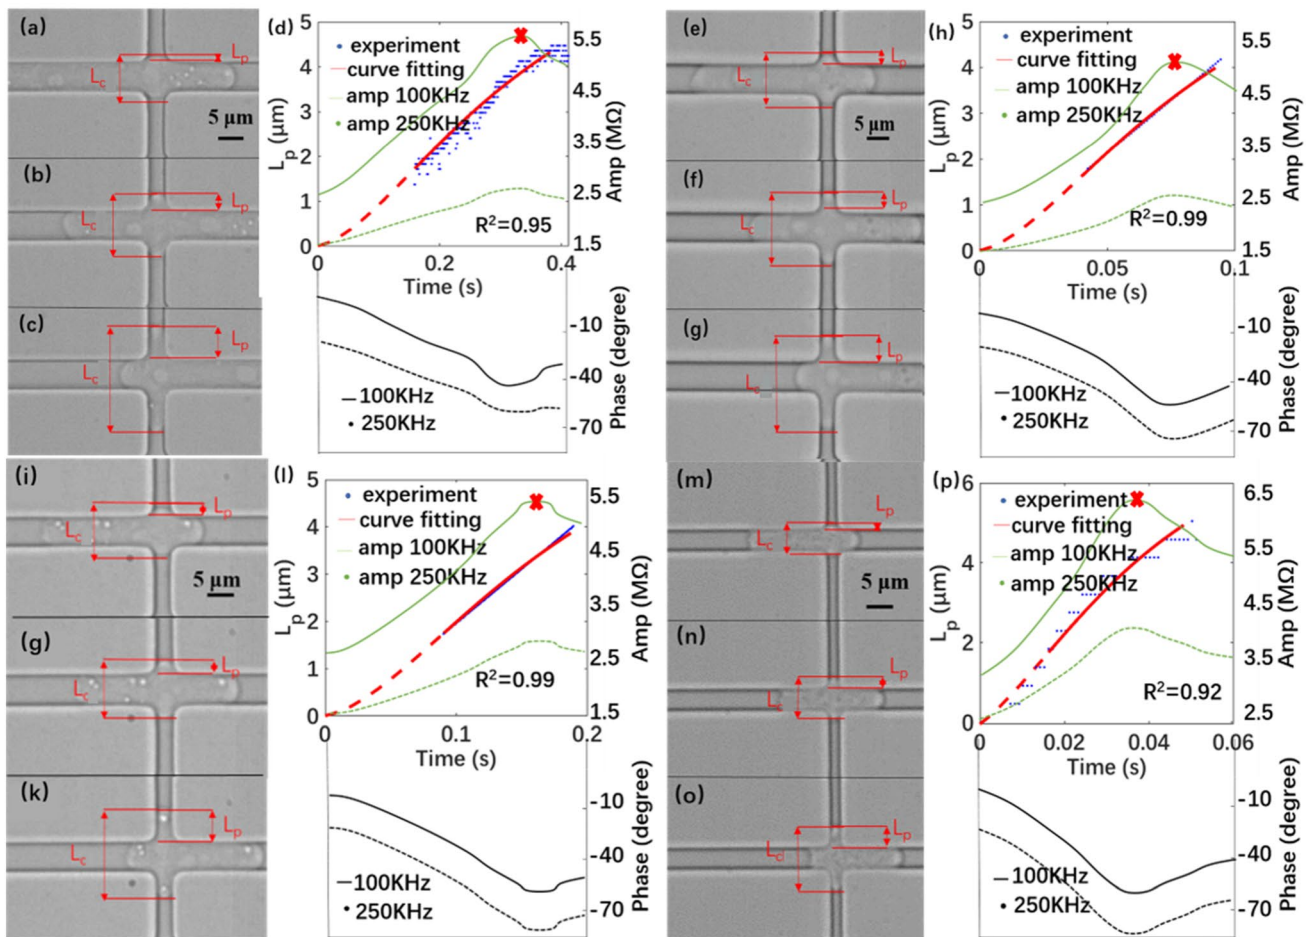 (a)
Lp
Lc
5 μm
(b)
Lp
Lc
(c)
Lp
Lc
(d)
5
4
3
2
1
0
Lp (μm)
experiment
curve fitting
amp 100KHz
amp 250KHz
R²=0.95
5.5
4.5
3.5
2.5
1.5
Amp (MΩ)
0
0.2
0.4
Time (s)
-10
-40
-70
Phase (degree)
100KHz
250KHz
(e)
Lp
Lc
5 μm
(f)
Lp
Lc
(g)
Lp
(h)
5
4
3
2
1
0
Lp (μm)
experiment
curve fitting
amp 100KHz
amp 250KHz
R²=0.99
5.5
4.5
3.5
2.5
1.5
Amp (MΩ)
0
0.05
0.1
Time (s)
-10
-40
-70
Phase (degree)
100KHz
250KHz
(i)
Lp
Lc
5 μm
(g)
Lp
Lc
(k)
Lp
Lc
(l)
5
4
3
2
1
0
Lp (μm)
experiment
curve fitting
amp 100KHz
amp 250KHz
R²=0.99
5.5
4.5
3.5
2.5
1.5
Amp (MΩ)
0
0.1
0.2
Time (s)
-10
-40
-70
Phase (degree)
100KHz
250KHz
(m)
Lp
Lc
5 μm
(n)
Lp
Lc
(o)
Lp
Lc
(p)
6
4
2
0
Lp (μm)
experiment
curve fitting
amp 100KHz
amp 250KHz
R²=0.92
6.5
5.5
4.5
3.5
2.5
Amp (MΩ)
0
0.02
0.04
0.06
Time (s)
-10
-40
-70
Phase (degree)
100KHz
250KHz